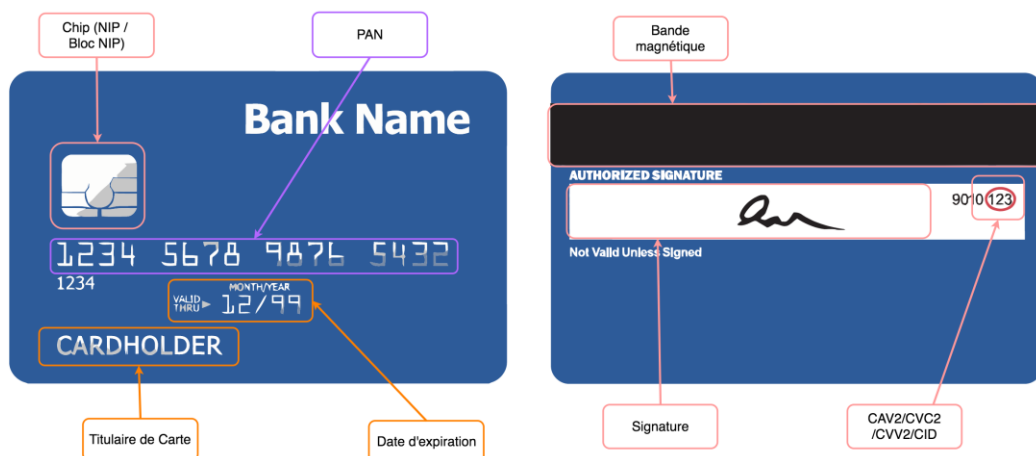 Chip (NIP /
Bloc NIP)
PAN
Bank Name
1234 5678 9876 5432
1234
MONTH/YEAR
VALID
THRU
12/99
CARDHOLDER
Titulaire de Carte
Date d'expiration
Bande
magnétique
AUTHORIZED SIGNATURE
9010 123
Not Valid Unless Signed
Signature
CAV2/CVC2
/CVV2/CID